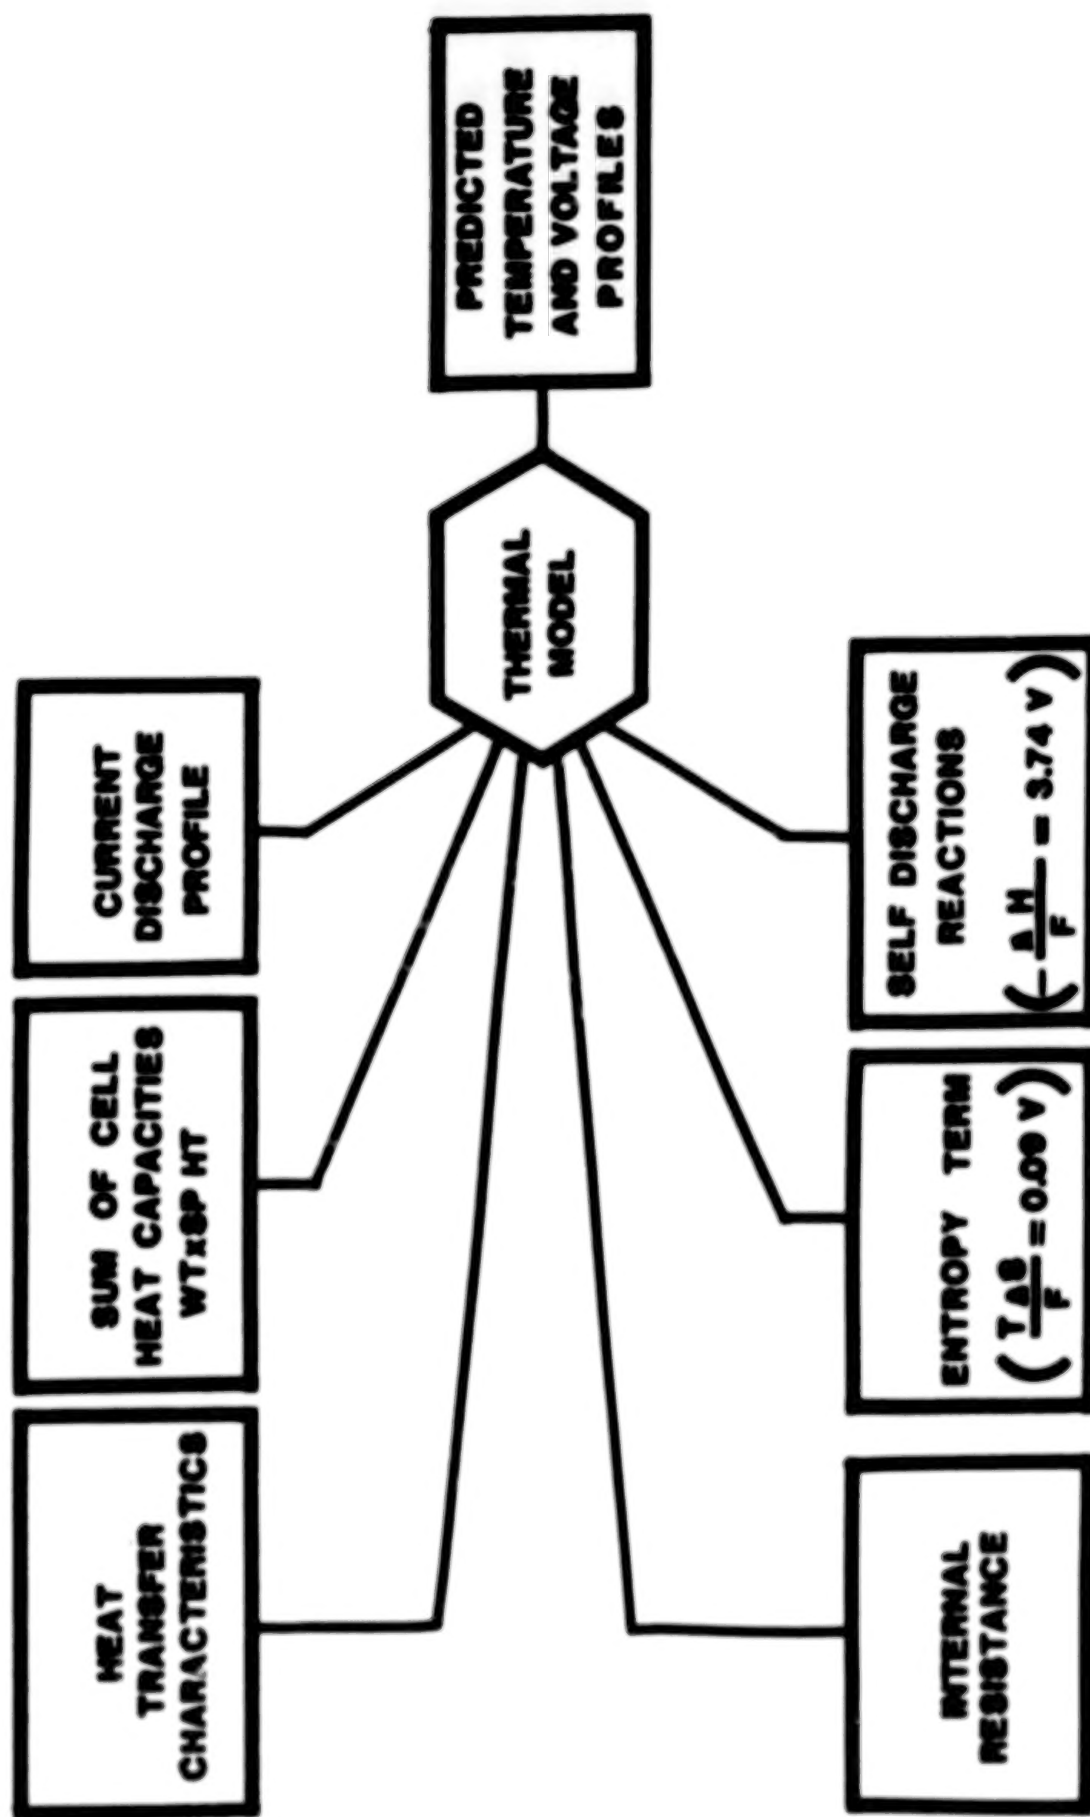 HEAT
TRANSFER
CHARACTERISTICS
SUM OF CELL
HEAT CAPACITIES
WTxSP HT
CURRENT
DISCHARGE
PROFILE
THERMAL
MODEL
PREDICTED
TEMPERATURE
AND VOLTAGE
PROFILES
INTERNAL
RESISTANCE
ENTROPY TERM
(TΔS/F = 0.09 V)
SELF DISCHARGE
REACTIONS
(-ΔH/F = 3.74 V)